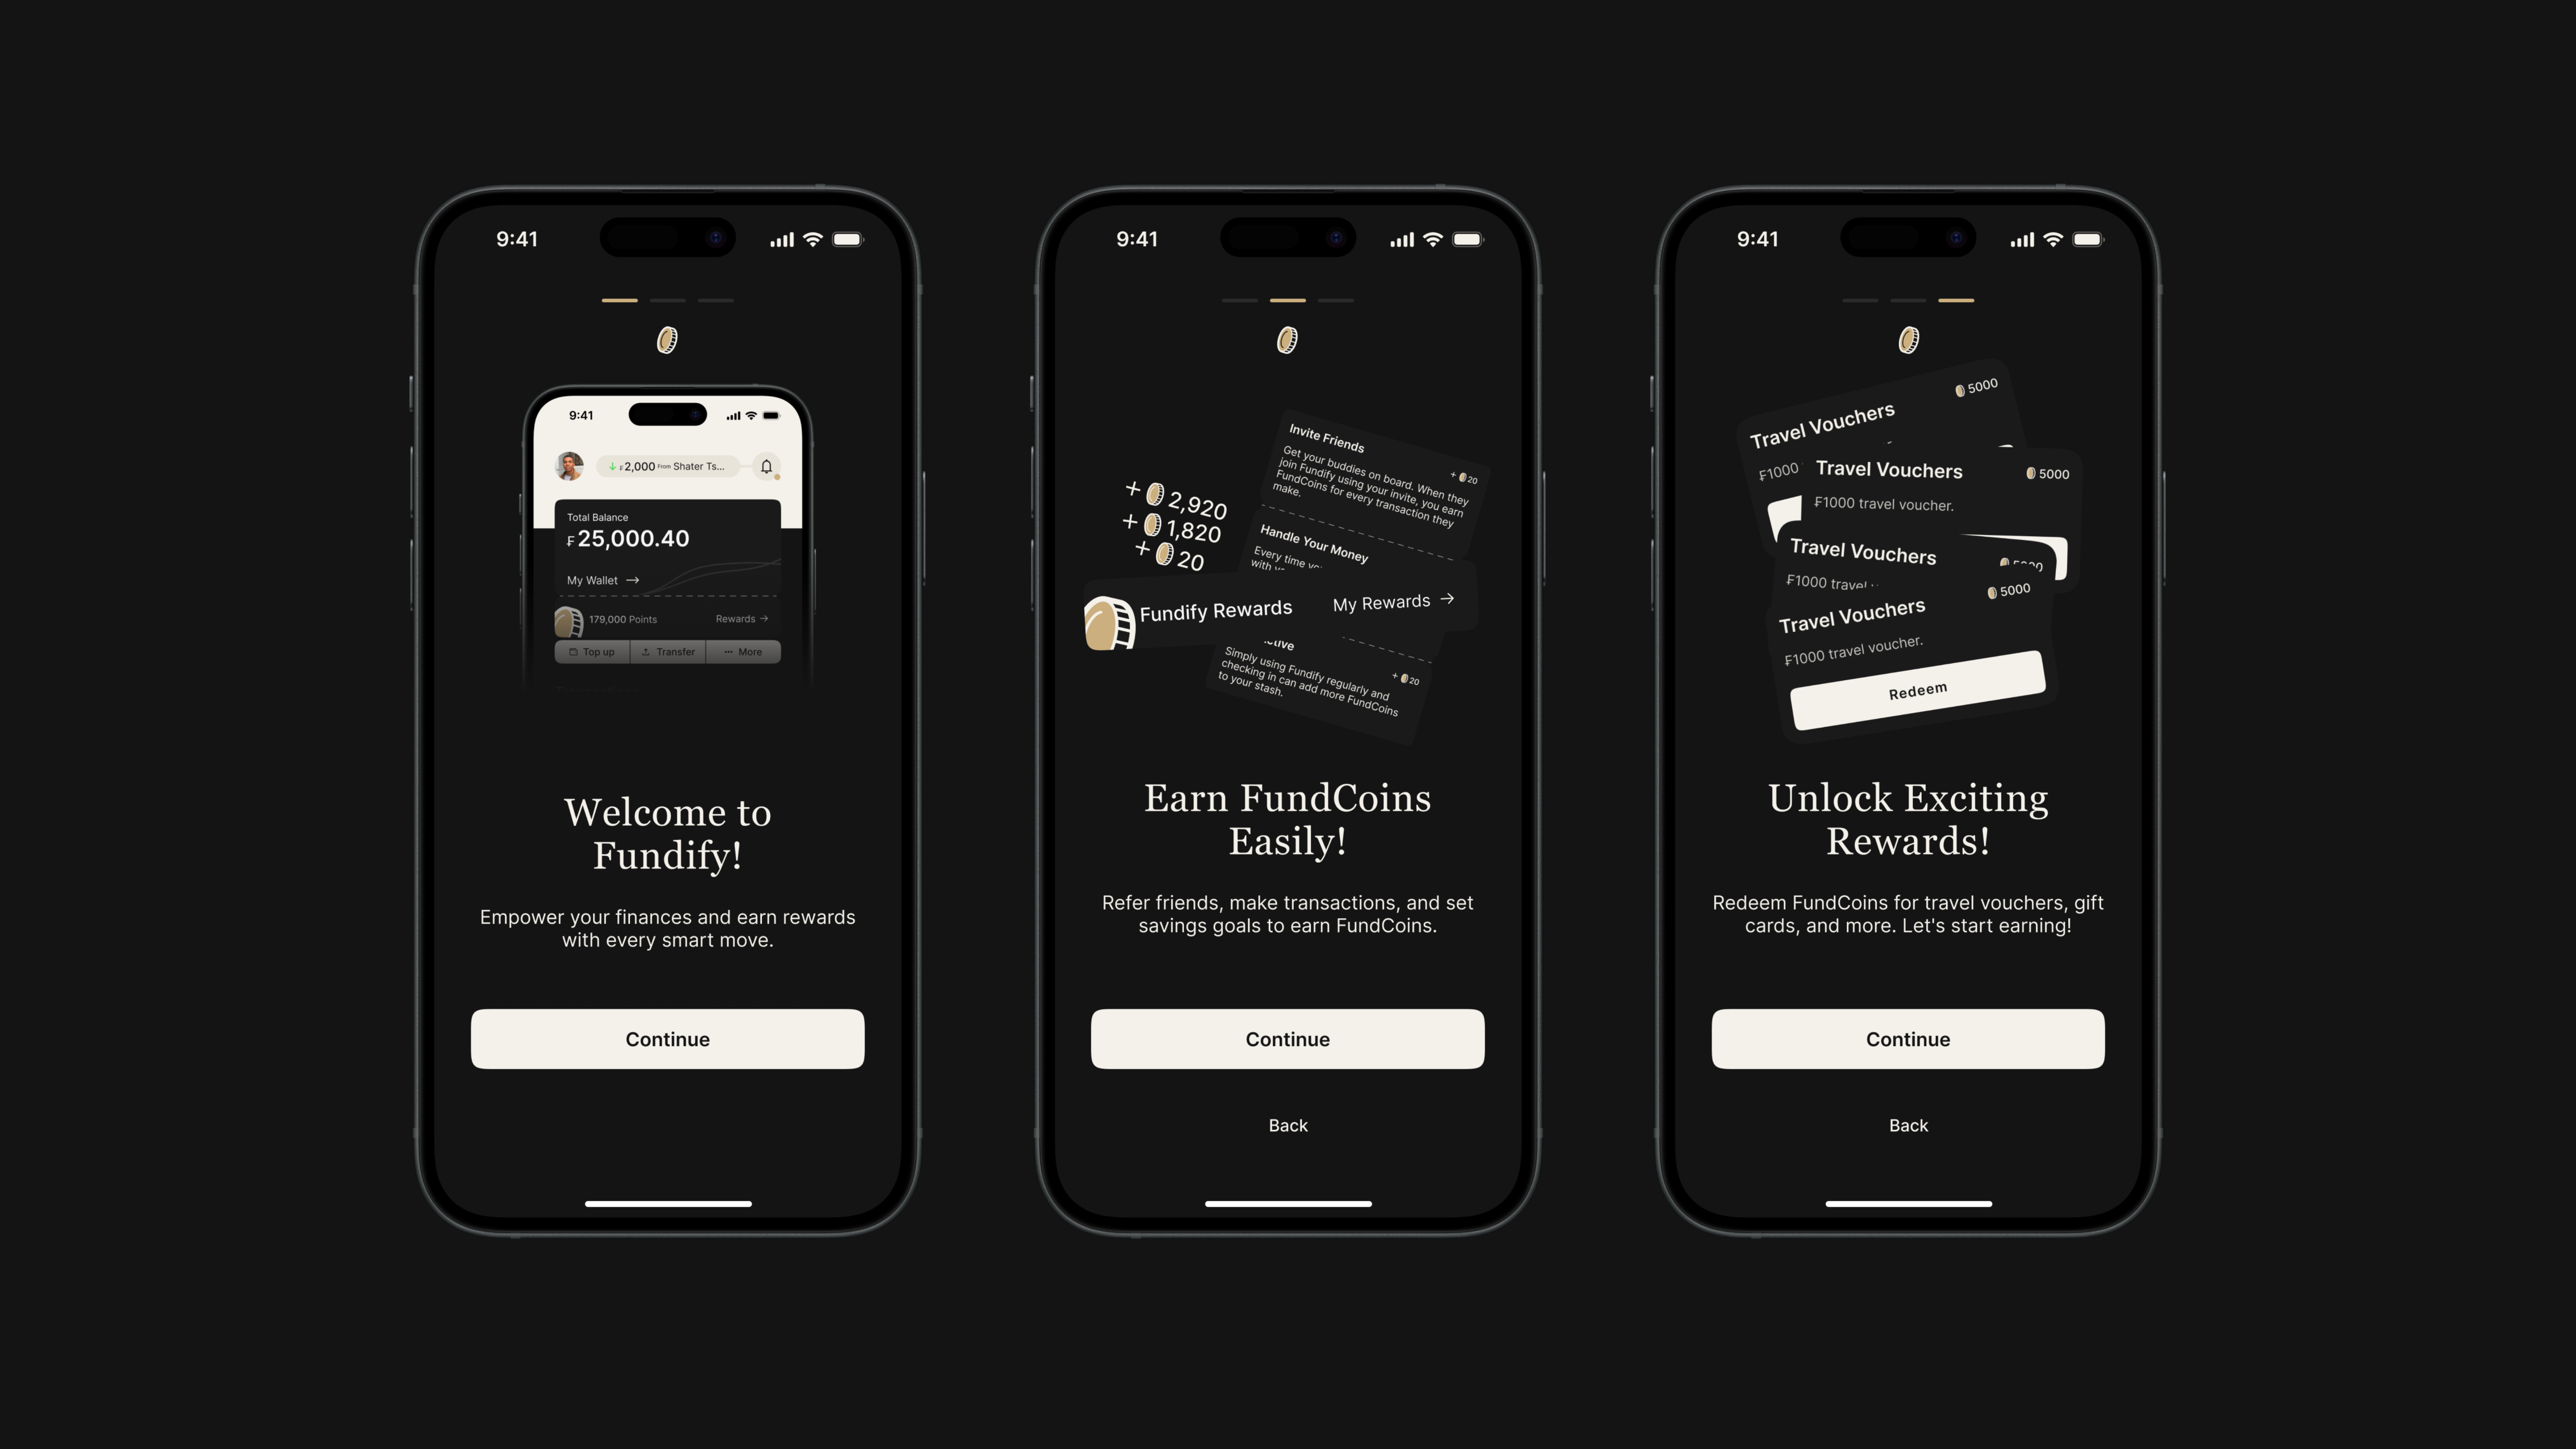 9:41
9:41
₣ 2,000 From Shater Ts...
Total Balance
₣ 25,000.40
My Wallet →
179,000 Points
Rewards →
Top up
Transfer
··· More
Welcome to
Fundify!
Empower your finances and earn rewards
with every smart move.
Continue
9:41
Invite Friends
+ 20
Get your buddies on board. When they
join Fundify using your invite, you earn
FundCoins for every transaction they
make.
+ 2,920
+ 1,820
+ 20
Handle Your Money
Every time
with
Fundify Rewards
My Rewards →
Simply using Fundify regularly and
checking in can add more FundCoins
to your stash.
+ 20
Earn FundCoins
Easily!
Refer friends, make transactions, and set
savings goals to earn FundCoins.
Continue
Back
9:41
Travel Vouchers
5000
₣1000
Travel Vouchers
5000
₣1000 travel voucher.
Travel Vouchers
₣1000 travel
Travel Vouchers
5000
₣1000 travel voucher.
Redeem
Unlock Exciting
Rewards!
Redeem FundCoins for travel vouchers, gift
cards, and more. Let's start earning!
Continue
Back